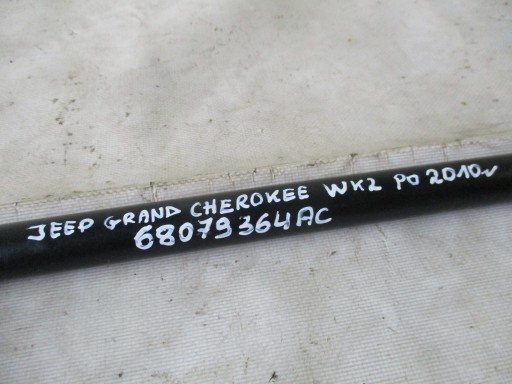 JEEP GRAND CHEROKEE WK2 PO 2010r
68079364AC